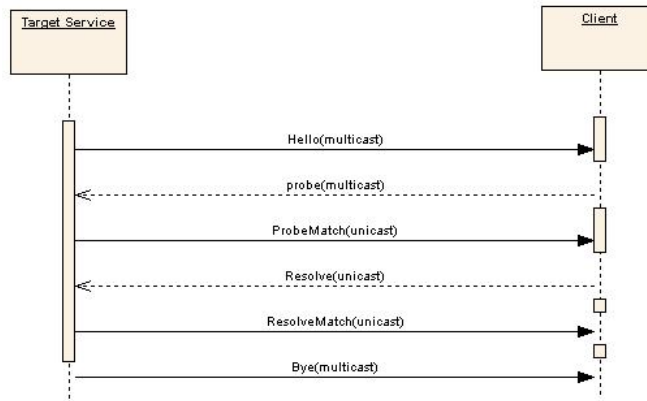 Target Service
Client
Hello(multicast)
probe(multicast)
ProbeMatch(unicast)
Resolve(unicast)
ResolveMatch(unicast)
Bye(multicast)